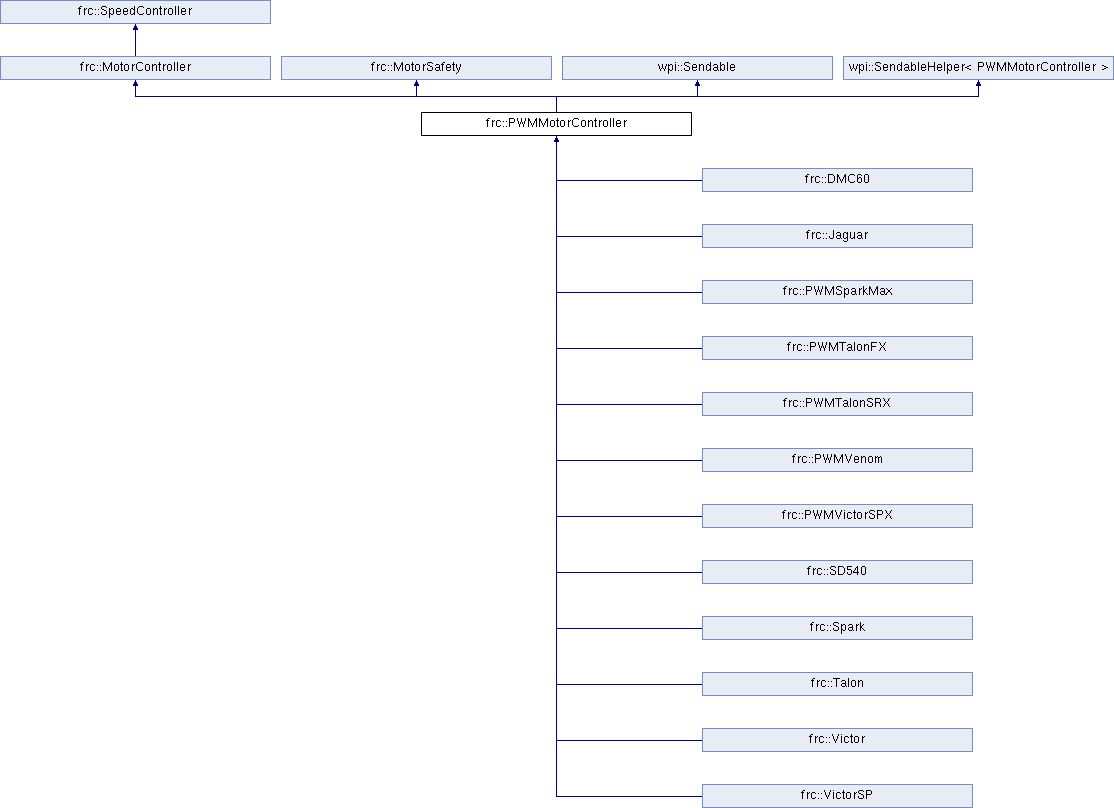 frc::SpeedController
frc::MotorController
frc::MotorSafety
wpi::Sendable
wpi::SendableHelper< PWMMotorController >
frc::PWMMotorController
frc::DMC60
frc::Jaguar
frc::PWMSparkMax
frc::PWMTalonFX
frc::PWMTalonSRX
frc::PWMVenom
frc::PWMVictorSPX
frc::SD540
frc::Spark
frc::Talon
frc::Victor
frc::VictorSP